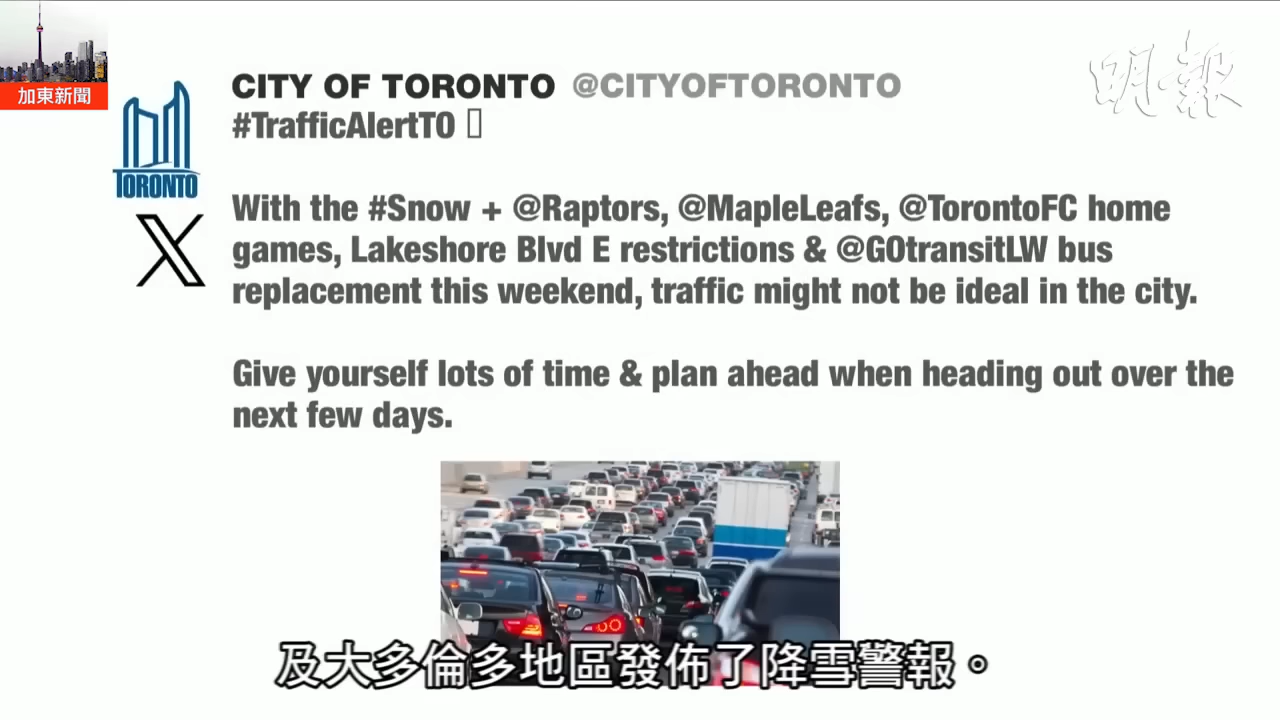 明報
加東新聞
CITY OF TORONTO @CITYOFTORONTO
#TrafficAlertTO
TORONTO
With the #Snow + @Raptors, @MapleLeafs, @TorontoFC home
games, Lakeshore Blvd E restrictions & @GOtransitLW bus
replacement this weekend, traffic might not be ideal in the city.
Give yourself lots of time & plan ahead when heading out over the
next few days.
及大多倫多地區發佈了降雪警報。